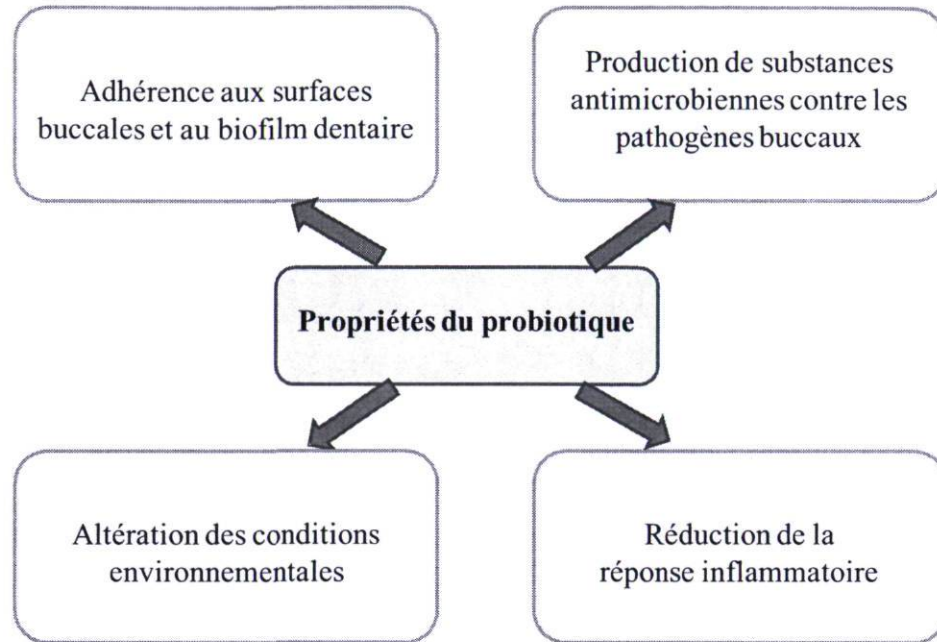 Adhérence aux surfaces
buccales et au biofilm dentaire
Production de substances
antimicrobiennes contre les
pathogènes buccaux
Propriétés du probiotique
Altération des conditions
environnementales
Réduction de la
réponse inflammatoire